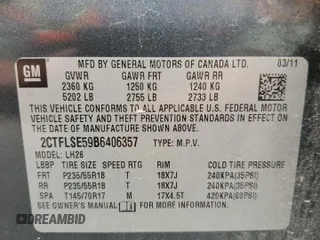 GM
MFD BY GENERAL MOTORS OF CANADA LTD. 03/11
GVWR GAWR FRT GAWR RR
2360 KG 1250 KG 1240 KG
5202 LB 2755 LB 2733 LB
THIS VEHICLE CONFORMS TO ALL APPLICABLE U.S. FEDERAL MOTOR VEHICLE SAFETY, BUMPER, AND THEFT PREVENTION STANDARDS IN EFFECT ON THE DATE OF MANUFACTURE SHOWN ABOVE.
2CTFLSE59B6406357 TYPE: M.P.V.
MODEL: LH26
LBBP TIRE SIZE SPEED RTG RIM COLD TIRE PRESSURE
FRT P235/55R18 T 18X7J 240KPA(35PSI)
RR P235/55R18 T 18X7J 240KPA(35PSI)
SPA T145/70R17 M 17X4.5T 420KPA(60PSI)
SEE OWNER'S MANUAL FOR MORE INFORMATION.